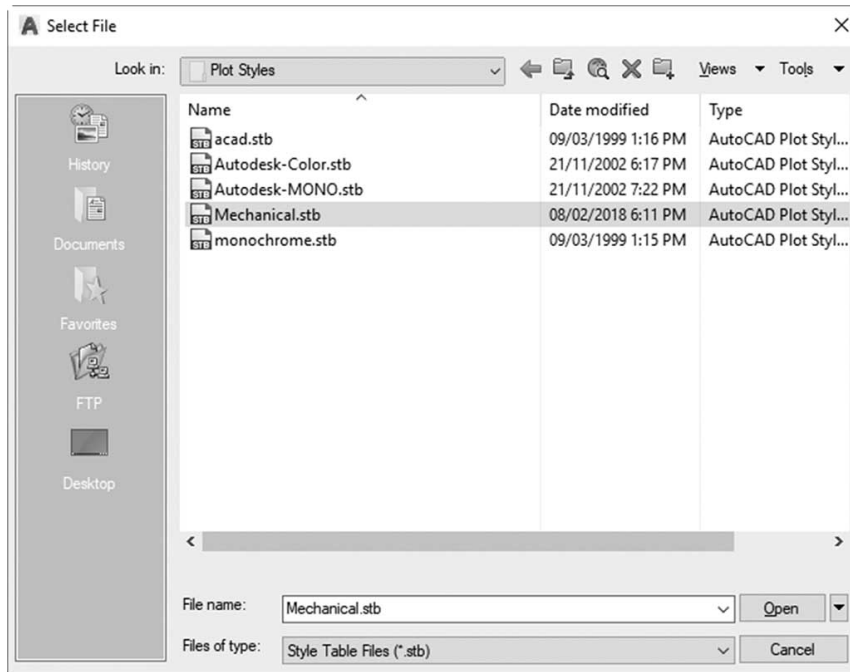 Select File
Look in: Plot Styles Views Tools
Name Date modified Type
acad.stb 09/03/1999 1:16 PM AutoCAD Plot Styl...
Autodesk-Color.stb 21/11/2002 6:17 PM AutoCAD Plot Styl...
Autodesk-MONO.stb 21/11/2002 7:22 PM AutoCAD Plot Styl...
Mechanical.stb 08/02/2018 6:11 PM AutoCAD Plot Styl...
monochrome.stb 09/03/1999 1:15 PM AutoCAD Plot Styl...
History
Documents
Favorites
FTP
Desktop
File name: Mechanical.stb Open
Files of type: Style Table Files (*.stb) Cancel